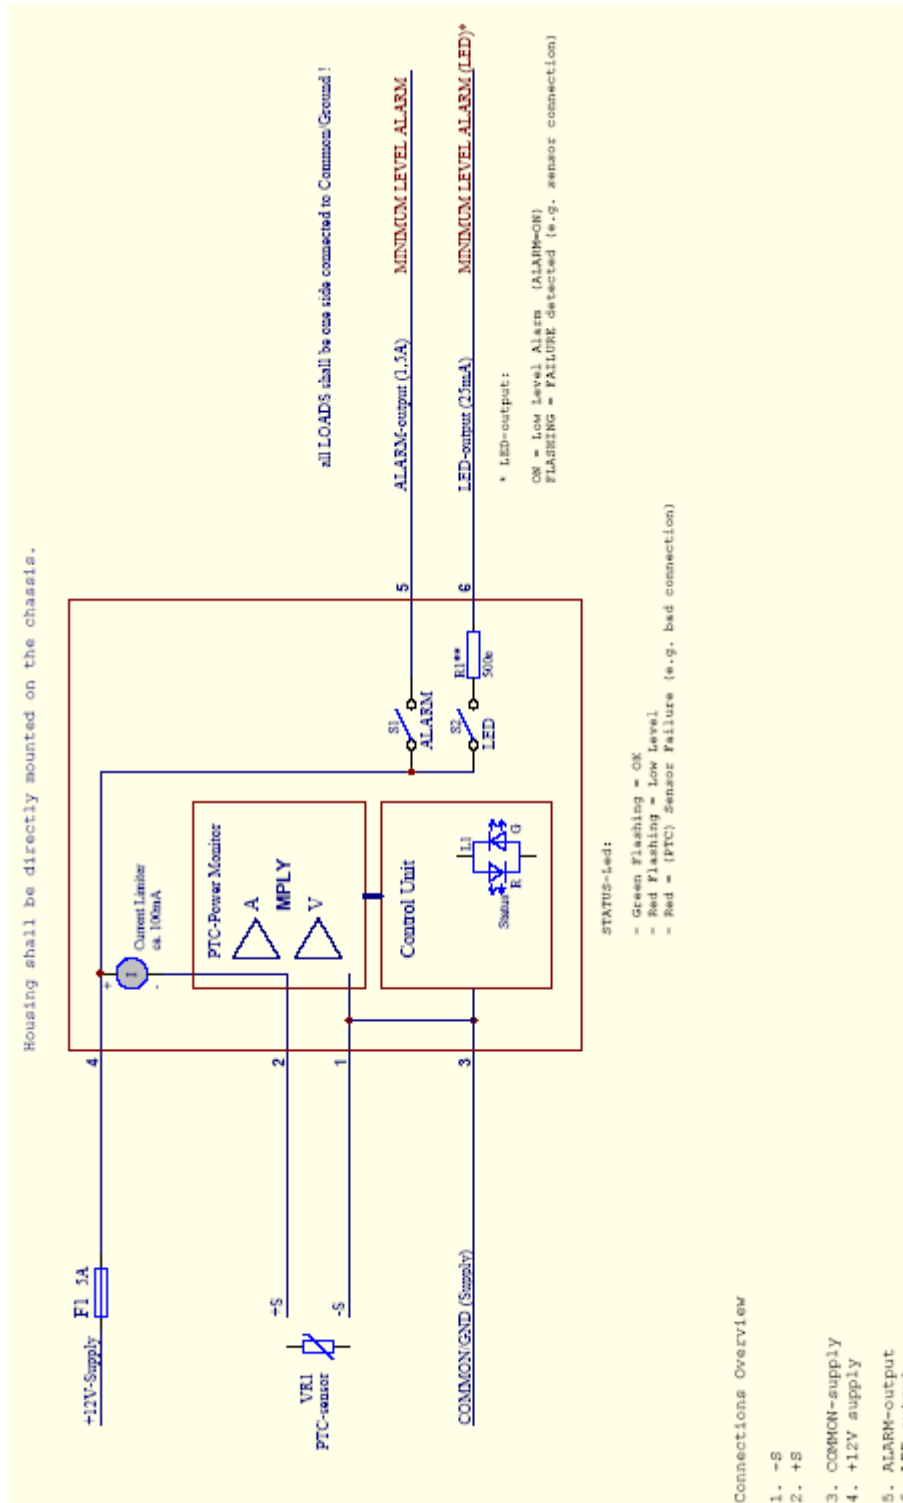 Housing shall be directly mounted on the chassis.
+12V-Supply
F1 5A
4
+
I
-
Current Limiter
ca. 100mA
PTC-Power Monitor
A
MPLY
V
Control Unit
L1
Status
R
G
VR1
PTC-sensor
+S
-S
2
1
COMMON/GND (Supply)
3
S1
ALARM
S2
LED
R1**
500e
5
6
all LOADS shall be one side connected to Common/Ground !
ALARM-output (1.5A)
MINIMUM LEVEL ALARM
LED-output (25mA)
MINIMUM LEVEL ALARM (LED)*
* LED-output:
ON = Low Level Alarm (ALARM=ON)
FLASHING = FAILURE detected (e.g. sensor connection)
STATUS-Led:
- Green Flashing = OK
- Red Flashing = Low Level
- Red = (PTC) Sensor Failure (e.g. bad connection)
Connections Overview
1. -S
2. +S
3. COMMON-supply
4. +12V supply
5. ALARM-output